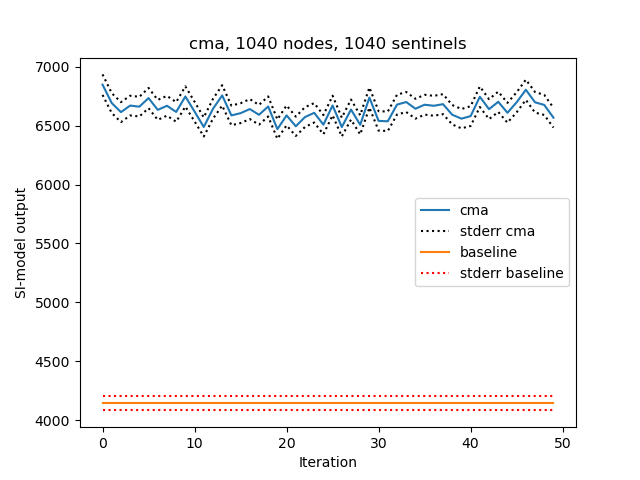 cma, 1040 nodes, 1040 sentinels
7000
6500
6000
5500
5000
4500
4000
SI-model output
cma
stderr cma
baseline
stderr baseline
0
10
20
30
40
50
Iteration